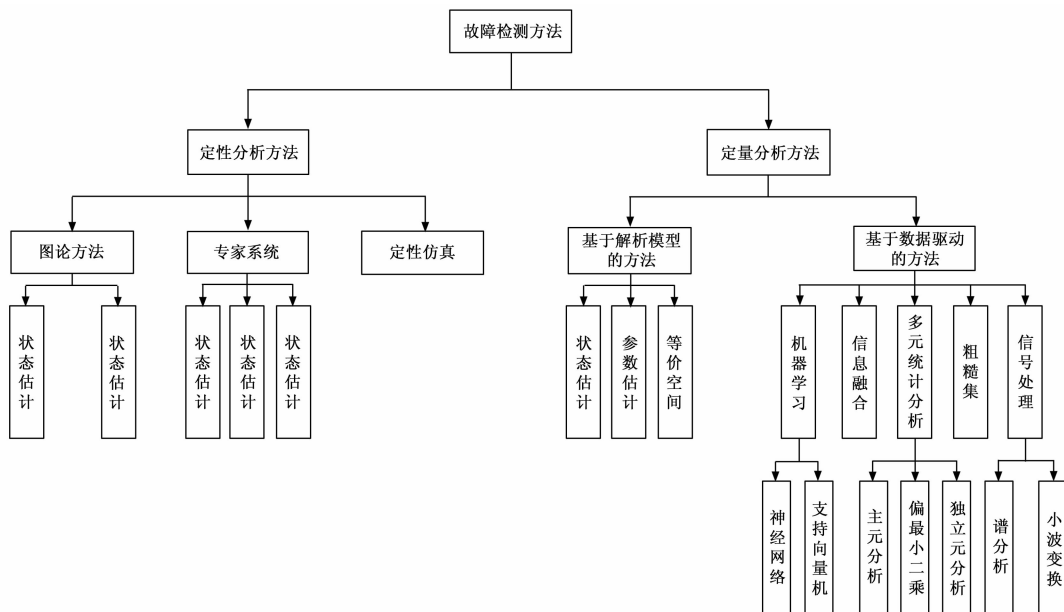 故障检测方法
定性分析方法
定量分析方法
图论方法
专家系统
定性仿真
基于解析模型
的方法
基于数据驱动
的方法
状态估计
状态估计
状态估计
状态估计
状态估计
状态估计
参数估计
等价空间
机器学习
信息融合
多元统计分析
粗糙集
信号处理
神经网络
支持向量机
主元分析
偏最小二乘
独立元分析
谱分析
小波变换